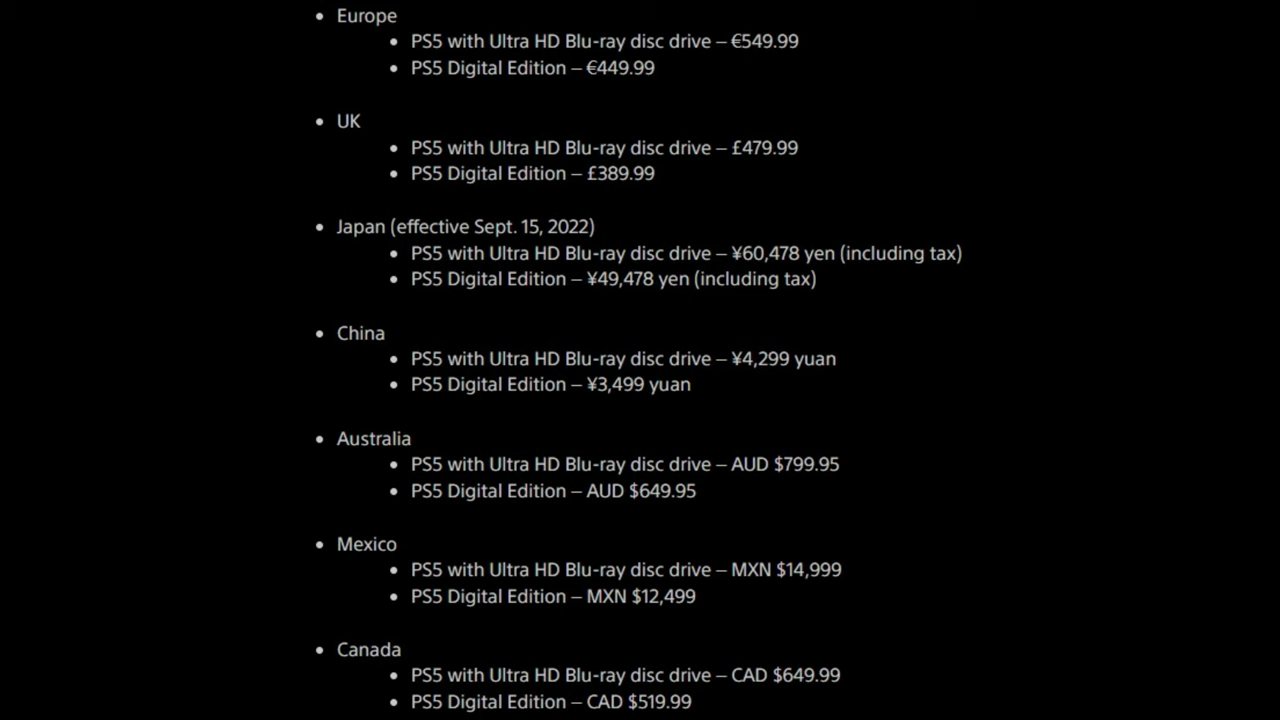 • Europe
• PS5 with Ultra HD Blu-ray disc drive – €549.99
• PS5 Digital Edition – €449.99
• UK
• PS5 with Ultra HD Blu-ray disc drive – £479.99
• PS5 Digital Edition – £389.99
• Japan (effective Sept. 15, 2022)
• PS5 with Ultra HD Blu-ray disc drive – ¥60,478 yen (including tax)
• PS5 Digital Edition – ¥49,478 yen (including tax)
• China
• PS5 with Ultra HD Blu-ray disc drive – ¥4,299 yuan
• PS5 Digital Edition – ¥3,499 yuan
• Australia
• PS5 with Ultra HD Blu-ray disc drive – AUD $799.95
• PS5 Digital Edition – AUD $649.95
• Mexico
• PS5 with Ultra HD Blu-ray disc drive – MXN $14,999
• PS5 Digital Edition – MXN $12,499
• Canada
• PS5 with Ultra HD Blu-ray disc drive – CAD $649.99
• PS5 Digital Edition – CAD $519.99